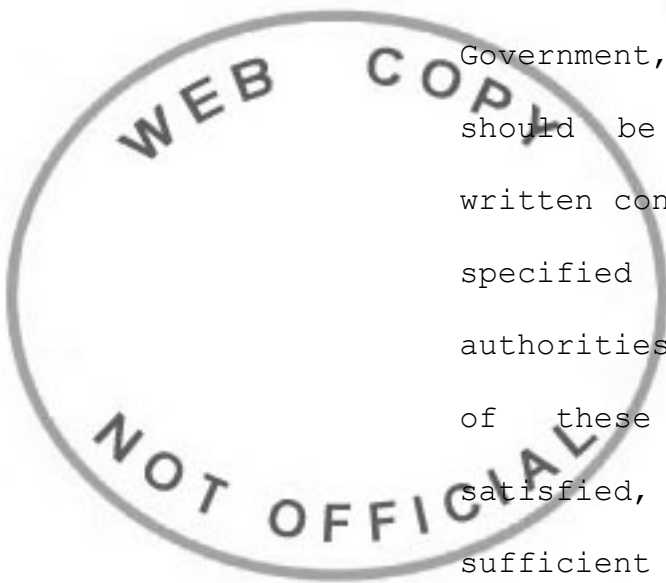 WEB COPY
Government,
should be
written con
specified
authorities
of these
satisfied,
sufficient
NOT OFFICIAL